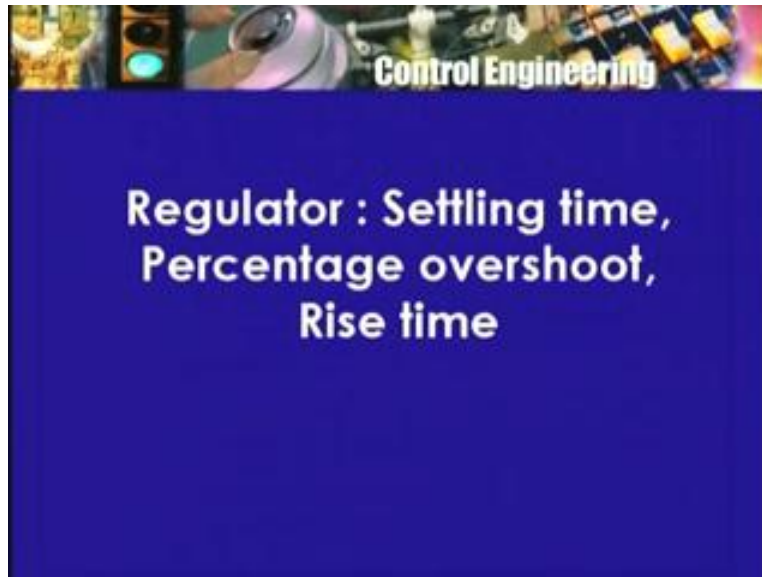 Control Engineering
Regulator : Settling time,
Percentage overshoot,
Rise time